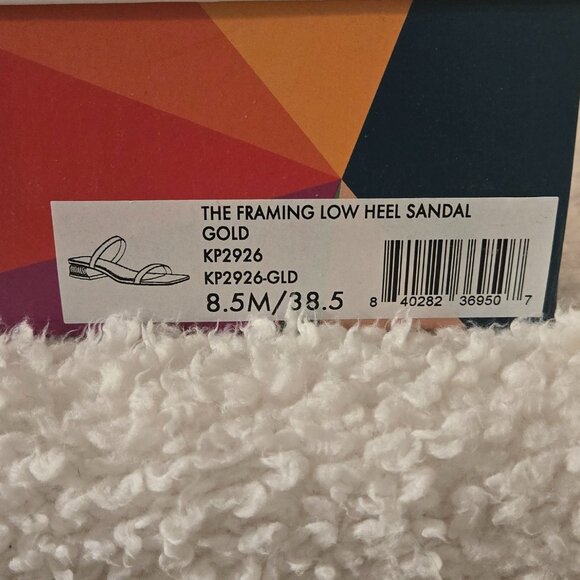 THE FRAMING LOW HEEL SANDAL
GOLD
KP2926
KP2926-GLD
8.5M/38.5
8 40282 36950 7